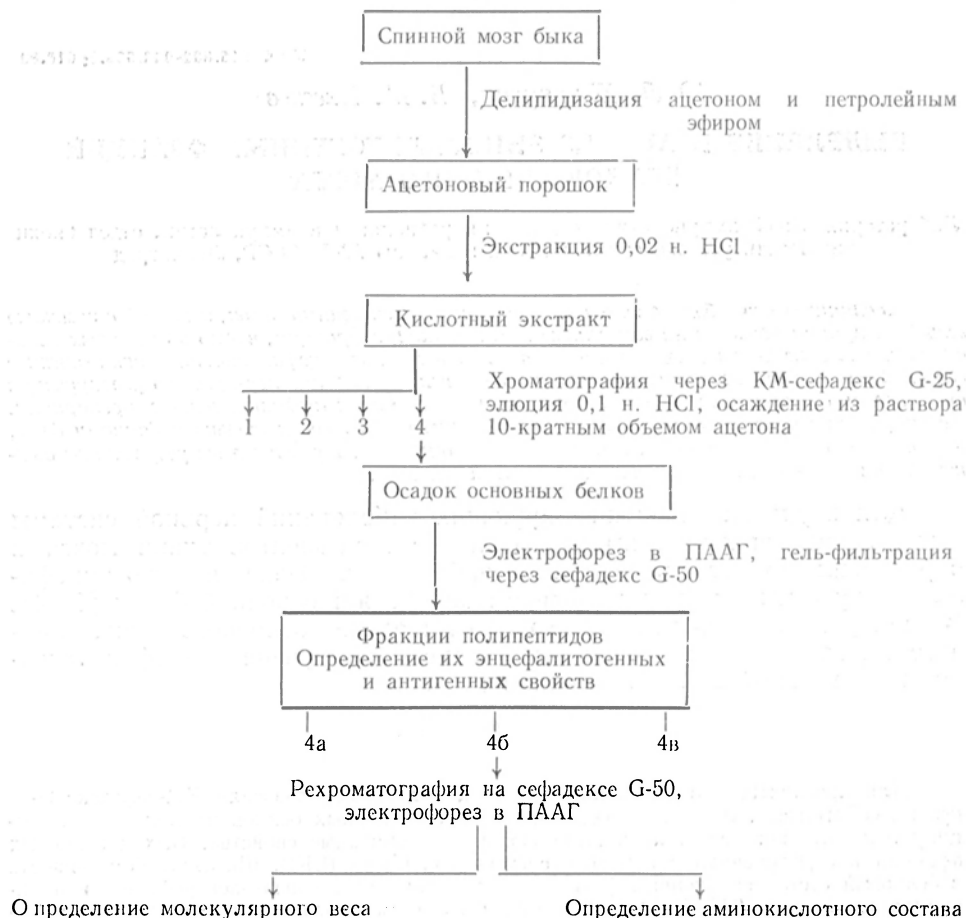 Спинной мозг быка
Делипидизация ацетоном и петролейным
эфиром
Ацетоновый порошок
Экстракция 0,02 н. HCl
Кислотный экстракт
Хроматография через КМ-сефадекс G-25,
элюция 0,1 н. HCl, осаждение из раствора
10-кратным объемом ацетона
1 2 3 4
Осадок основных белков
Электрофорез в ПААГ, гель-фильтрация
через сефадекс G-50
Фракции полипептидов
Определение их энцефалитогенных
и антигенных свойств
4а 4б 4в
Рехроматография на сефадексе G-50,
электрофорез в ПААГ
Определение молекулярного веса Определение аминокислотного состава